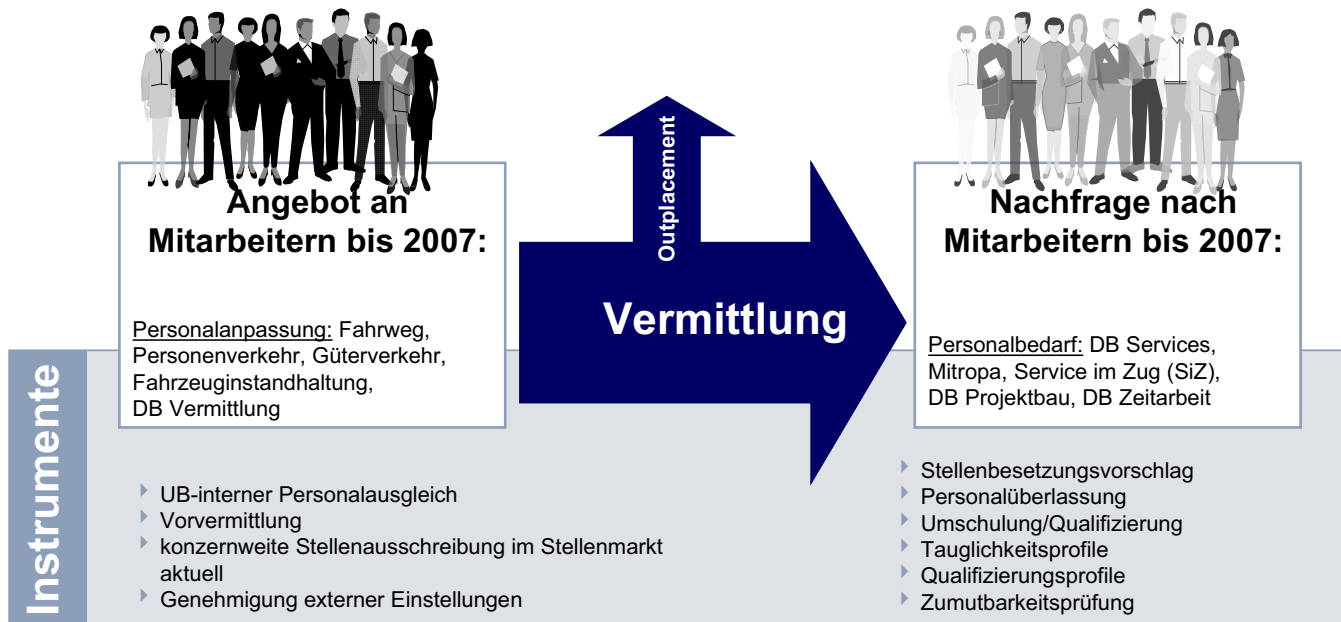 Angebot an
Mitarbeitern bis 2007:
Personalanpassung: Fahrweg,
Personenverkehr, Güterverkehr,
Fahrzeuginstandhaltung,
DB Vermittlung
Outplacement
Vermittlung
Nachfrage nach
Mitarbeitern bis 2007:
Personalbedarf: DB Services,
Mitropa, Service im Zug (SiZ),
DB Projektbau, DB Zeitarbeit
Instrumente
UB-interner Personalausgleich
Vorvermittlung
konzernweite Stellenausschreibung im Stellenmarkt
aktuell
Genehmigung externer Einstellungen
Stellenbesetzungsvorschlag
Personalüberlassung
Umschulung/Qualifizierung
Tauglichkeitsprofile
Qualifizierungsprofile
Zumutbarkeitsprüfung